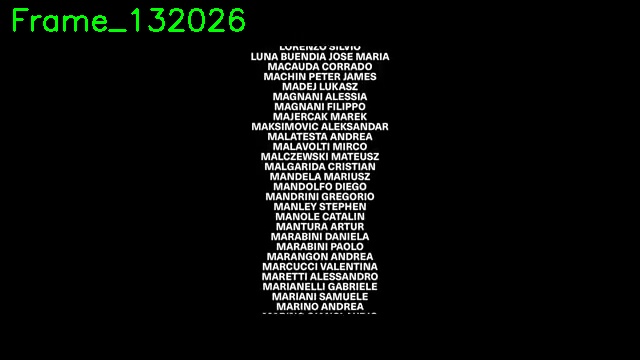 Frame_132026
LORENZO SILVIO
LUNA BUENDIA JOSE MARIA
MACAUDA CORRADO
MACHIN PETER JAMES
MADEJ LUKASZ
MAGNANI ALESSIA
MAGNANI FILIPPO
MAJERCAK MAREK
MAKSIMOVIC ALEKSANDAR
MALATESTA ANDREA
MALAVOLTI MIRCO
MALCZEWSKI MATEUSZ
MALGARIDA CRISTIAN
MANDELA MARIUSZ
MANDOLFO DIEGO
MANDRINI GREGORIO
MANLEY STEPHEN
MANOLE CATALIN
MANTURA ARTUR
MARABINI DANIELA
MARABINI PAOLO
MARANGON ANDREA
MARCUCCI VALENTINA
MARETTI ALESSANDRO
MARIANELLI GABRIELE
MARIANI SAMUELE
MARINO ANDREA